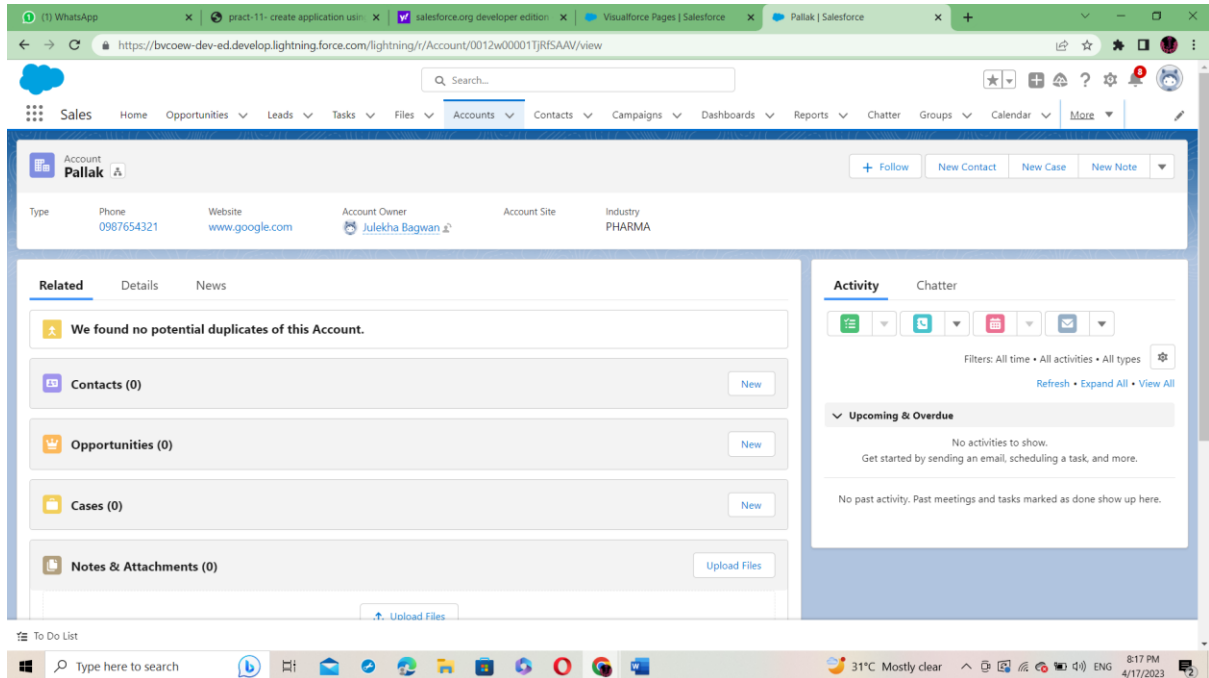 (1) WhatsApp
pract-11- create application usin
salesforce.org developer edition
Visualforce Pages | Salesforce
Pallak | Salesforce
https://bvcoew-dev-ed.develop.lightning.force.com/lightning/r/Account/0012w00001TjRfSAAV/view
Search...
8
Sales Home Opportunities Leads Tasks Files Accounts Contacts Campaigns Dashboards Reports Chatter Groups Calendar More
Account
Pallak
+ Follow New Contact New Case New Note
Type Phone Website Account Owner Account Site Industry
0987654321 www.google.com Julekha Bagwan PHARMA
Related Details News
Activity Chatter
We found no potential duplicates of this Account.
Filters: All time • All activities • All types
Contacts (0) New
Refresh • Expand All • View All
Upcoming & Overdue
Opportunities (0) New
No activities to show.
Get started by sending an email, scheduling a task, and more.
Cases (0) New
No past activity. Past meetings and tasks marked as done show up here.
Notes & Attachments (0) Upload Files
Upload Files
To Do List
Type here to search
31°C Mostly clear
ENG
8:17 PM
4/17/2023
2